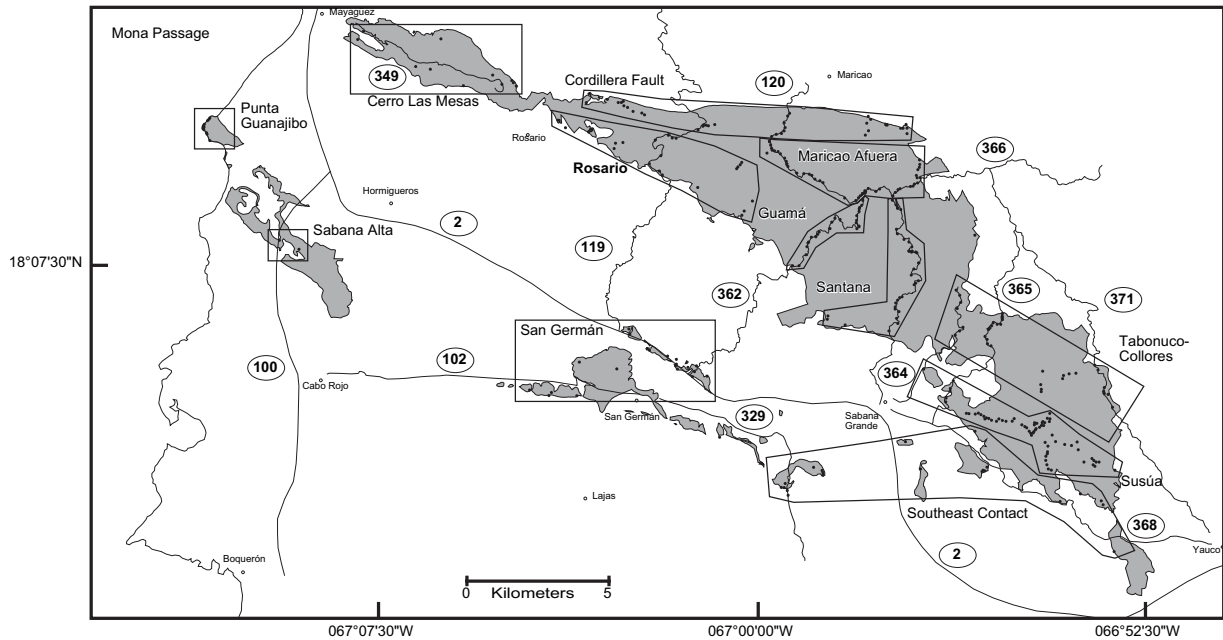 Mayagüez
Mona Passage
349
Cerro Las Mesas
Cordillera Fault
120
Maricao
Punta
Guanajibo
Rosario
Rosario
Maricao Afuera
366
Hormigueros
Guamá
2
Sabana Alta
119
18°07'30"N
362
Santana
365
371
San Germán
Tabonuco-
Collores
100
102
364
Cabo Rojo
San Germán
329
Sabana
Grande
Susúa
Lajas
Southeast Contact
368
2
Yauco
Boquerón
0 Kilometers 5
067°07'30"W
067°00'00"W
066°52'30"W